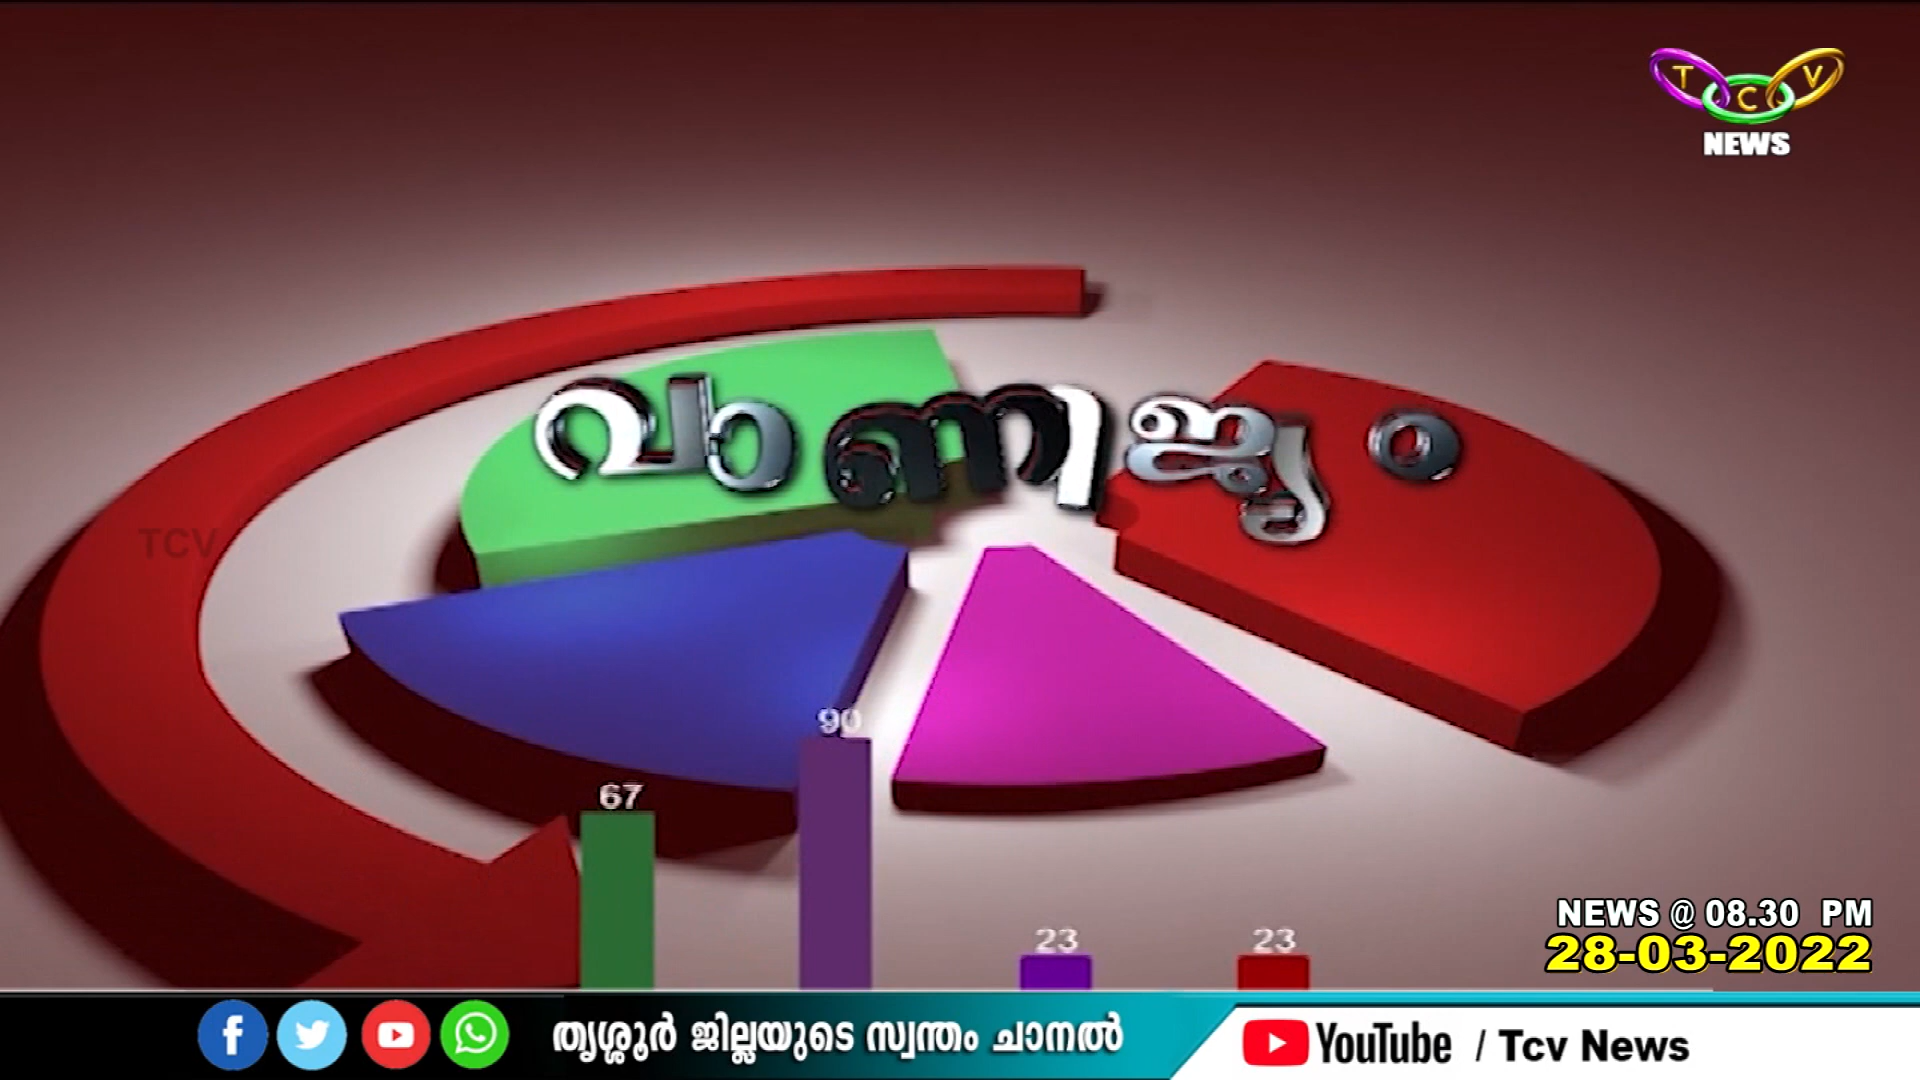 T C V
NEWS
വാണിജ്യം
TCV
90
67
23
23
NEWS @ 08.30 PM
28-03-2022
തൃശ്ശൂർ ജില്ലയുടെ സ്വന്തം ചാനൽ
YouTube / Tcv News